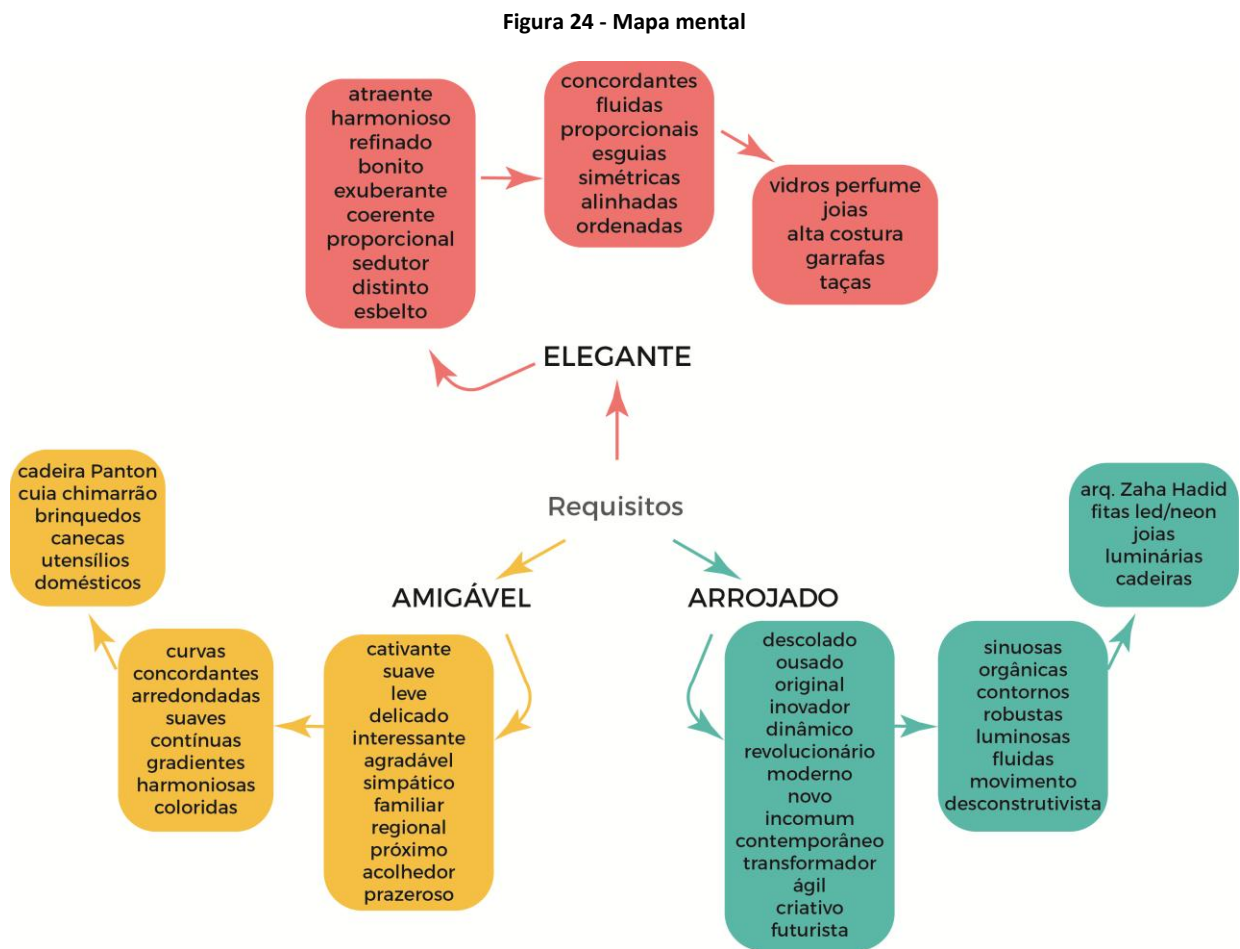 Figura 24 - Mapa mental
atraente
harmonioso
refinado
bonito
exuberante
coerente
proporcional
sedutor
distinto
esbelto
concordantes
fluidas
proporcionais
esguias
simétricas
alinhadas
ordenadas
vidros perfume
joias
alta costura
garrafas
taças
ELEGANTE
Requisitos
cadeira Panton
cuia chimarrão
brinquedos
canecas
utensílios
domésticos
AMIGÁVEL
curvas
concordantes
arredondadas
suaves
contínuas
gradientes
harmoniosas
coloridas
cativante
suave
leve
delicado
interessante
agradável
simpático
familiar
regional
próximo
acolhedor
prazeroso
ARROJADO
descolado
ousado
original
inovador
dinâmico
revolucionário
moderno
novo
incomum
contemporâneo
transformador
ágil
criativo
futurista
sinuosas
orgânicas
contornos
robustas
luminosas
fluidas
movimento
desconstrutivista
arq. Zaha Hadid
fitas led/neon
joias
luminárias
cadeiras